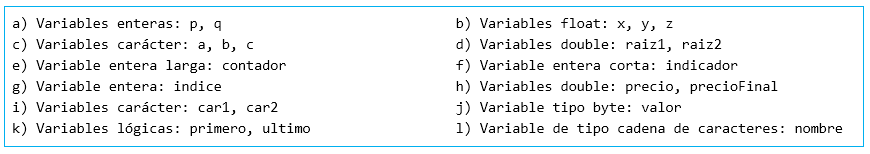 a) Variables enteras: p, q
b) Variables float: x, y, z
c) Variables carácter: a, b, c
d) Variables double: raiz1, raiz2
e) Variable entera larga: contador
f) Variable entera corta: indicador
g) Variable entera: indice
h) Variables double: precio, precioFinal
i) Variables carácter: car1, car2
j) Variable tipo byte: valor
k) Variables lógicas: primero, ultimo
l) Variable de tipo cadena de caracteres: nombre